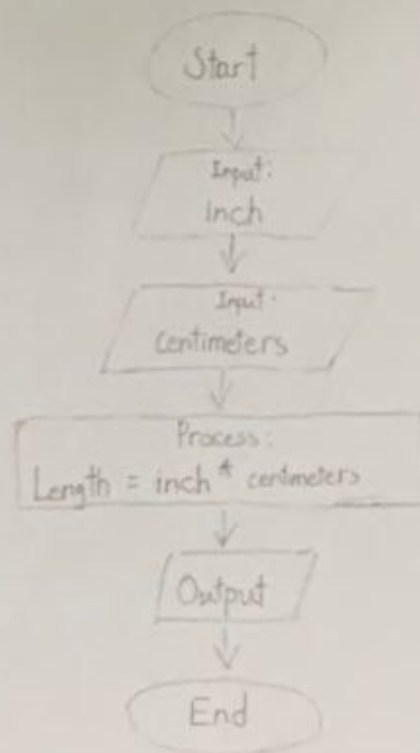 Start
Input:
inch
Input:
Centimeters
Process:
Length = inch * centimeters
Output
End